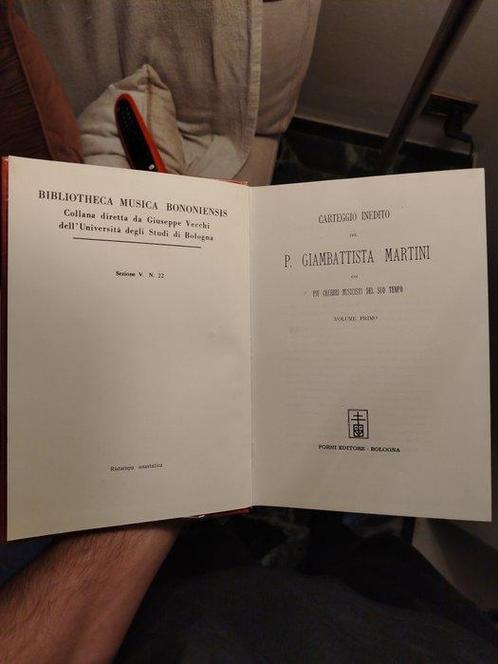 BIBLIOTHECA MUSICA BONONIENSIS
Collana diretta da Giuseppe Vecchi
dell'Università degli Studi di Bologna
Sezione V. N. 22
Ristampa anastatica
CARTEGGIO INEDITO
DEL
P. GIAMBATTISTA MARTINI
COI
PIÙ CELEBRI MUSICISTI DEL SUO TEMPO
VOLUME PRIMO
FORNI EDITORE - BOLOGNA